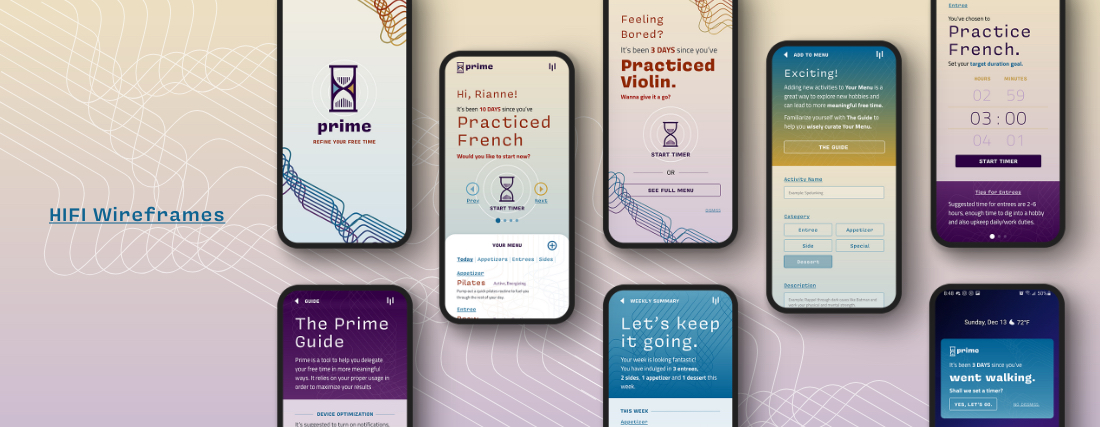 HIFI Wireframes
prime
REFINE YOUR FREE TIME
prime
Hi, Rianne!
It's been 10 DAYS since you've
Practiced
French
Would you like to start now?
Prev
Next
START TIMER
YOUR MENU
Today Appetizers Entrees Sides
Appetizer
Pilates Active, Energizing
Entree
Feeling
Bored?
It's been 3 DAYS since you've
Practiced
Violin.
Wanna give it a go?
START TIMER
OR
SEE FULL MENU
ADD TO MENU
Exciting!
Adding new activities to Your Menu is a
great way to explore new hobbies and
can lead to more meaningful free time.
Familiarize yourself with The Guide to
help you wisely curate Your Menu.
THE GUIDE
Activity Name
Category
Entree
Appetizer
Side
Special
Dessert
Description
Entree
You've chosen to
Practice
French.
Set your target duration goal.
HOURS MINUTES
02 59
03 : 00
04 01
START TIMER
Tips for Entrees
Suggested time for entrees are 2-6
hours, enough time to dig into a hobby
and also upkeep daily/work duties.
GUIDE
The Prime
Guide
Prime is a tool to help you delegate
your free time in more meaningful
ways. It relies on your proper usage in
order to maximize your results
DEVICE OPTIMIZATION
It's suggested to turn on notifications,
WEEKLY SUMMARY
Let's keep
it going.
Your week is looking fantastic!
You have indulged in 3 entrees,
2 sides, 1 appetizer and 1 dessert this
week.
THIS WEEK
Appetizer
8:48
50%
Sunday, Dec 13 72°F
prime
It's been 3 DAYS since you've
went walking.
Shall we set a timer?
YES, LET'S GO.